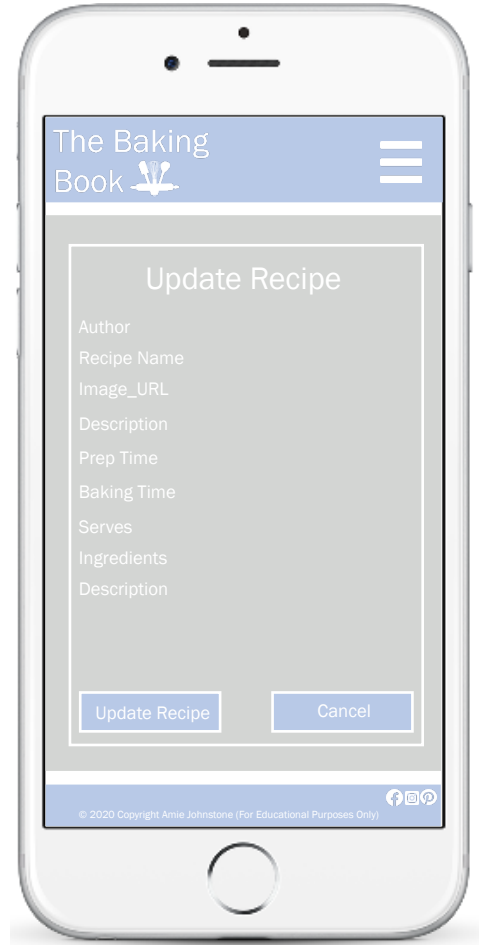 The Baking
Book
Update Recipe
Author
Recipe Name
Image_URL
Description
Prep Time
Baking Time
Serves
Ingredients
Description
Update Recipe Cancel
© 2020 Copyright Amie Johnstone (For Educational Purposes Only)